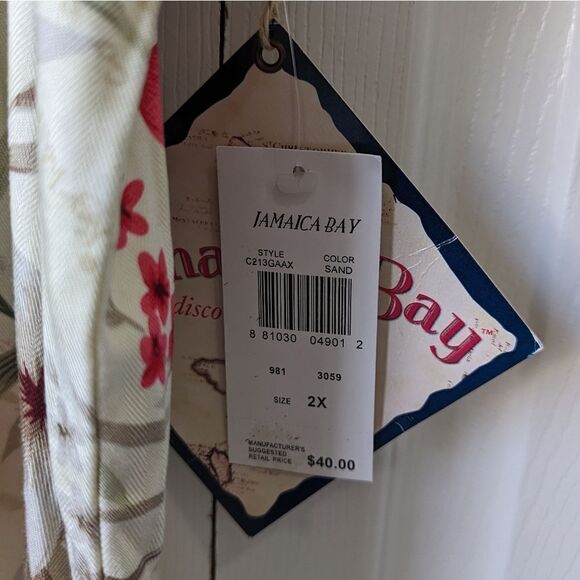 JAMAICA BAY
STYLE COLOR
C213GAAX SAND
8 81030 04901 2
981 3059
SIZE 2X
MANUFACTURER'S
SUGGESTED
RETAIL PRICE $40.00
Bay™
disco